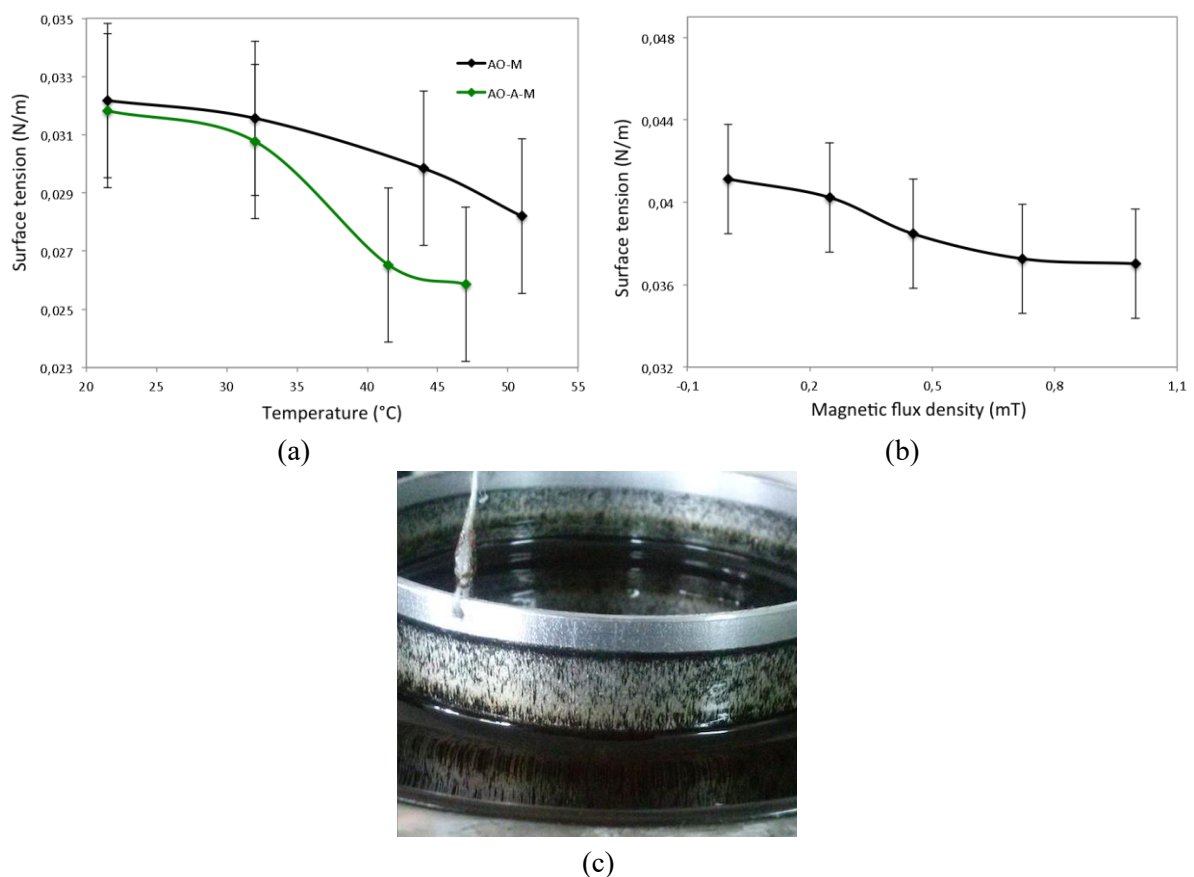 0,035
0,033
0,031
0,029
0,027
0,025
0,023
Surface tension (N/m)
AO-M
AO-A-M
20 25 30 35 40 45 50 55
Temperature (°C)
(a)
0,048
0,044
0,04
0,036
0,032
Surface tension (N/m)
-0,1 0,2 0,5 0,8 1,1
Magnetic flux density (mT)
(b)
(c)